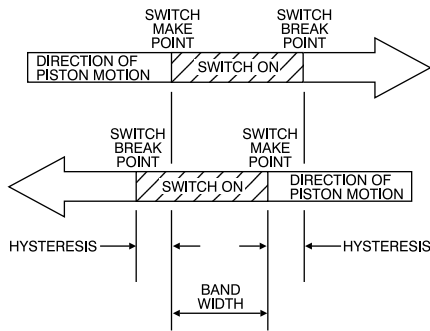 SWITCH
MAKE
POINT
SWITCH
BREAK
POINT
DIRECTION OF
PISTON MOTION
SWITCH ON
SWITCH
BREAK
POINT
SWITCH
MAKE
POINT
SWITCH ON
DIRECTION OF
PISTON MOTION
HYSTERESIS
HYSTERESIS
BAND
WIDTH